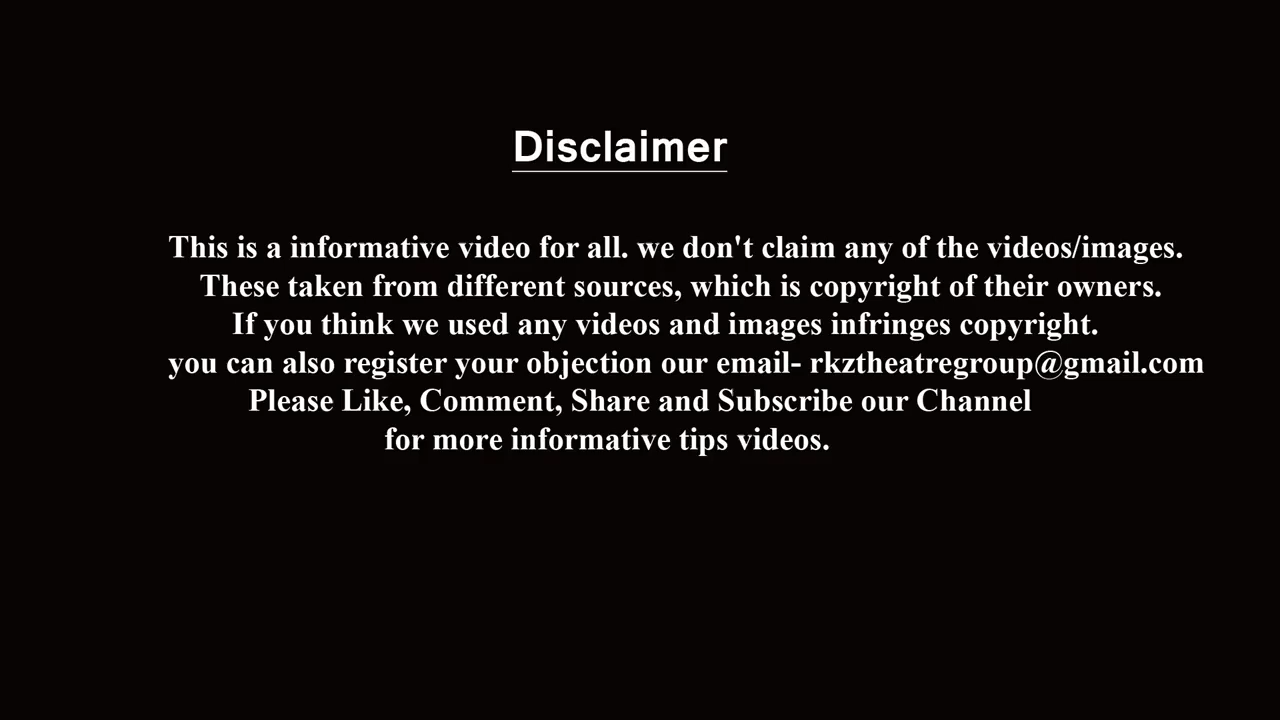 Disclaimer
This is a informative video for all. we don't claim any of the videos/images.
These taken from different sources, which is copyright of their owners.
If you think we used any videos and images infringes copyright.
you can also register your objection our email- rkztheatregroup@gmail.com
Please Like, Comment, Share and Subscribe our Channel
for more informative tips videos.